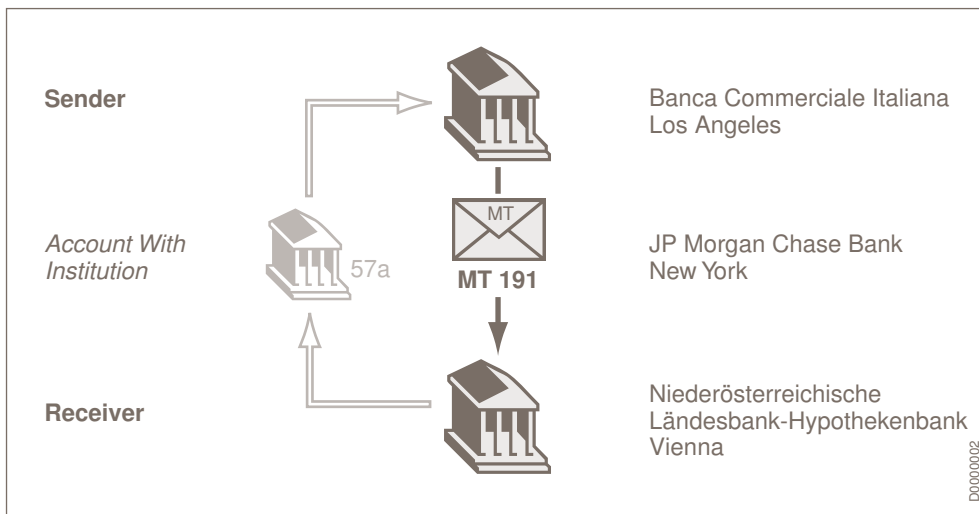 Sender
Banca Commerciale Italiana
Los Angeles
MT
Account With
Institution
57a
MT 191
JP Morgan Chase Bank
New York
Receiver
Niederösterreichische
Ländesbank-Hypothekenbank
Vienna
D0000002